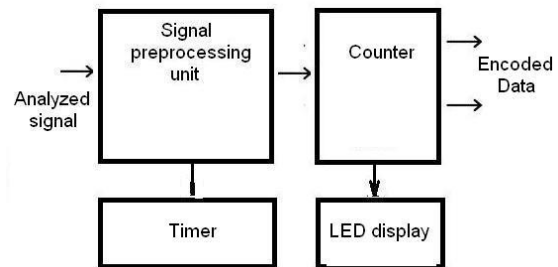 Signal
preprocessing
unit
Counter
Analyzed
signal
Encoded
Data
Timer
LED display